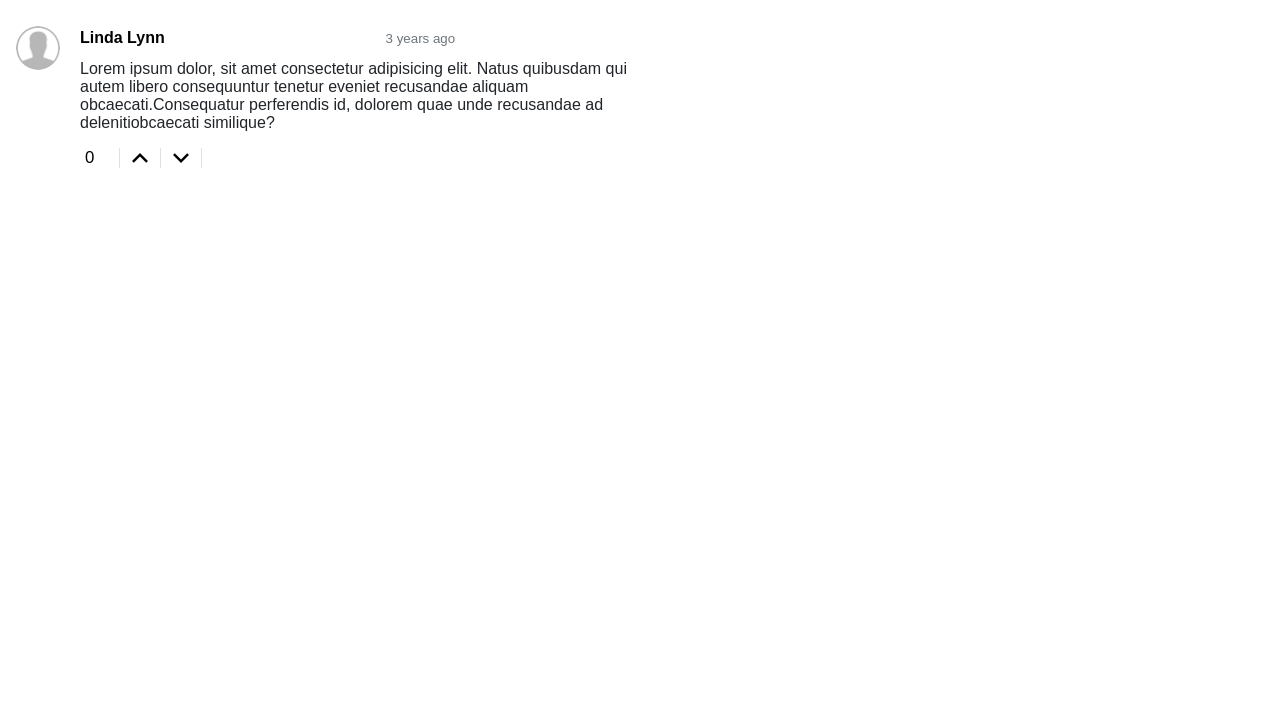 Linda Lynn 3 years ago
Lorem ipsum dolor, sit amet consectetur adipisicing elit. Natus quibusdam qui
autem libero consequuntur tenetur eveniet recusandae aliquam
obcaecati.Consequatur perferendis id, dolorem quae unde recusandae ad
delenitiobcaecati similique?
0